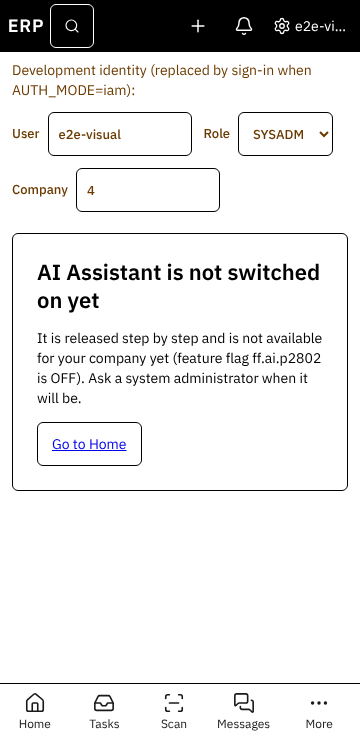 ERP
e2e-vi...
Development identity (replaced by sign-in when
AUTH_MODE=iam):
User e2e-visual Role SYSADM
Company 4
AI Assistant is not switched
on yet
It is released step by step and is not available
for your company yet (feature flag ff.ai.p2802
is OFF). Ask a system administrator when it
will be.
Go to Home
Home Tasks Scan Messages More